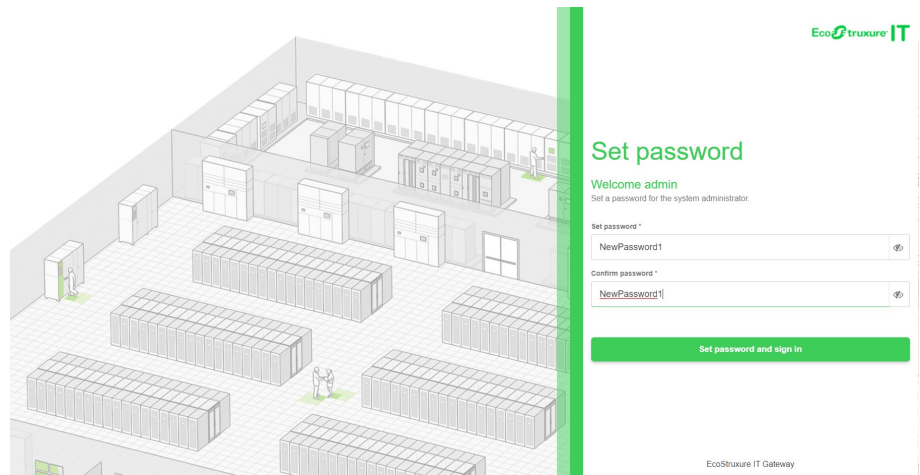 EcoStruxure IT
Set password
Welcome admin
Set a password for the system administrator.
Set password *
NewPassword1
Confirm password *
NewPassword1
Set password and sign in
EcoStruxure IT Gateway